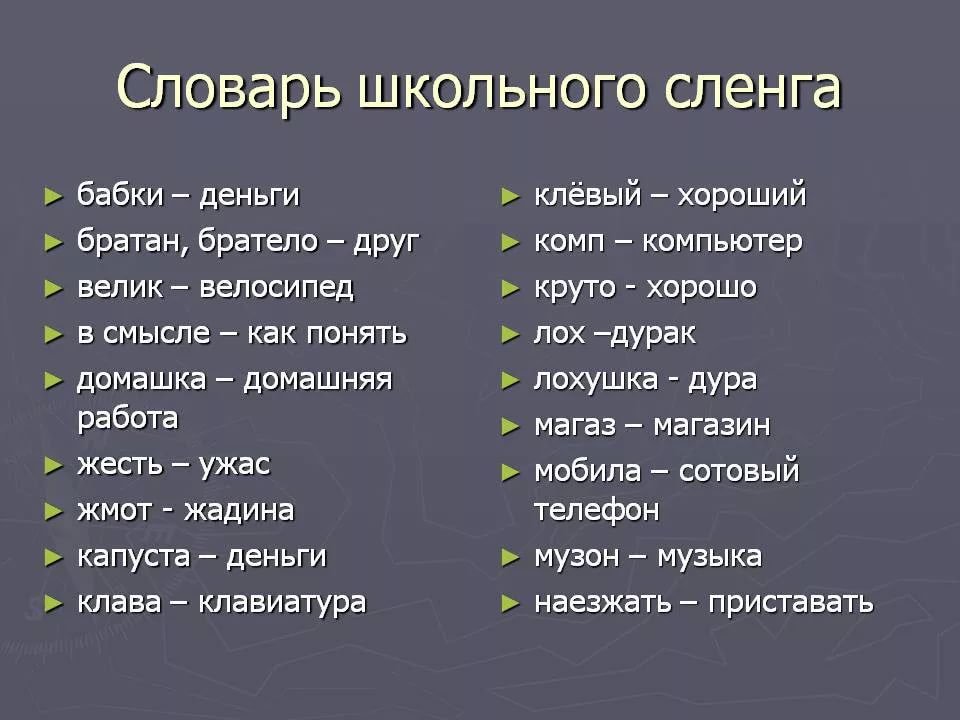 Словарь школьного сленга
► бабки – деньги
► братан, братело – друг
► велик – велосипед
► в смысле – как понять
► домашка – домашняя
работа
► жесть – ужас
► жмот - жадина
► капуста – деньги
► клава – клавиатура
► клёвый – хороший
► комп – компьютер
► круто - хорошо
► лох –дурак
► лохушка - дура
► магаз – магазин
► мобила – сотовый
телефон
► музон – музыка
► наезжать – приставать